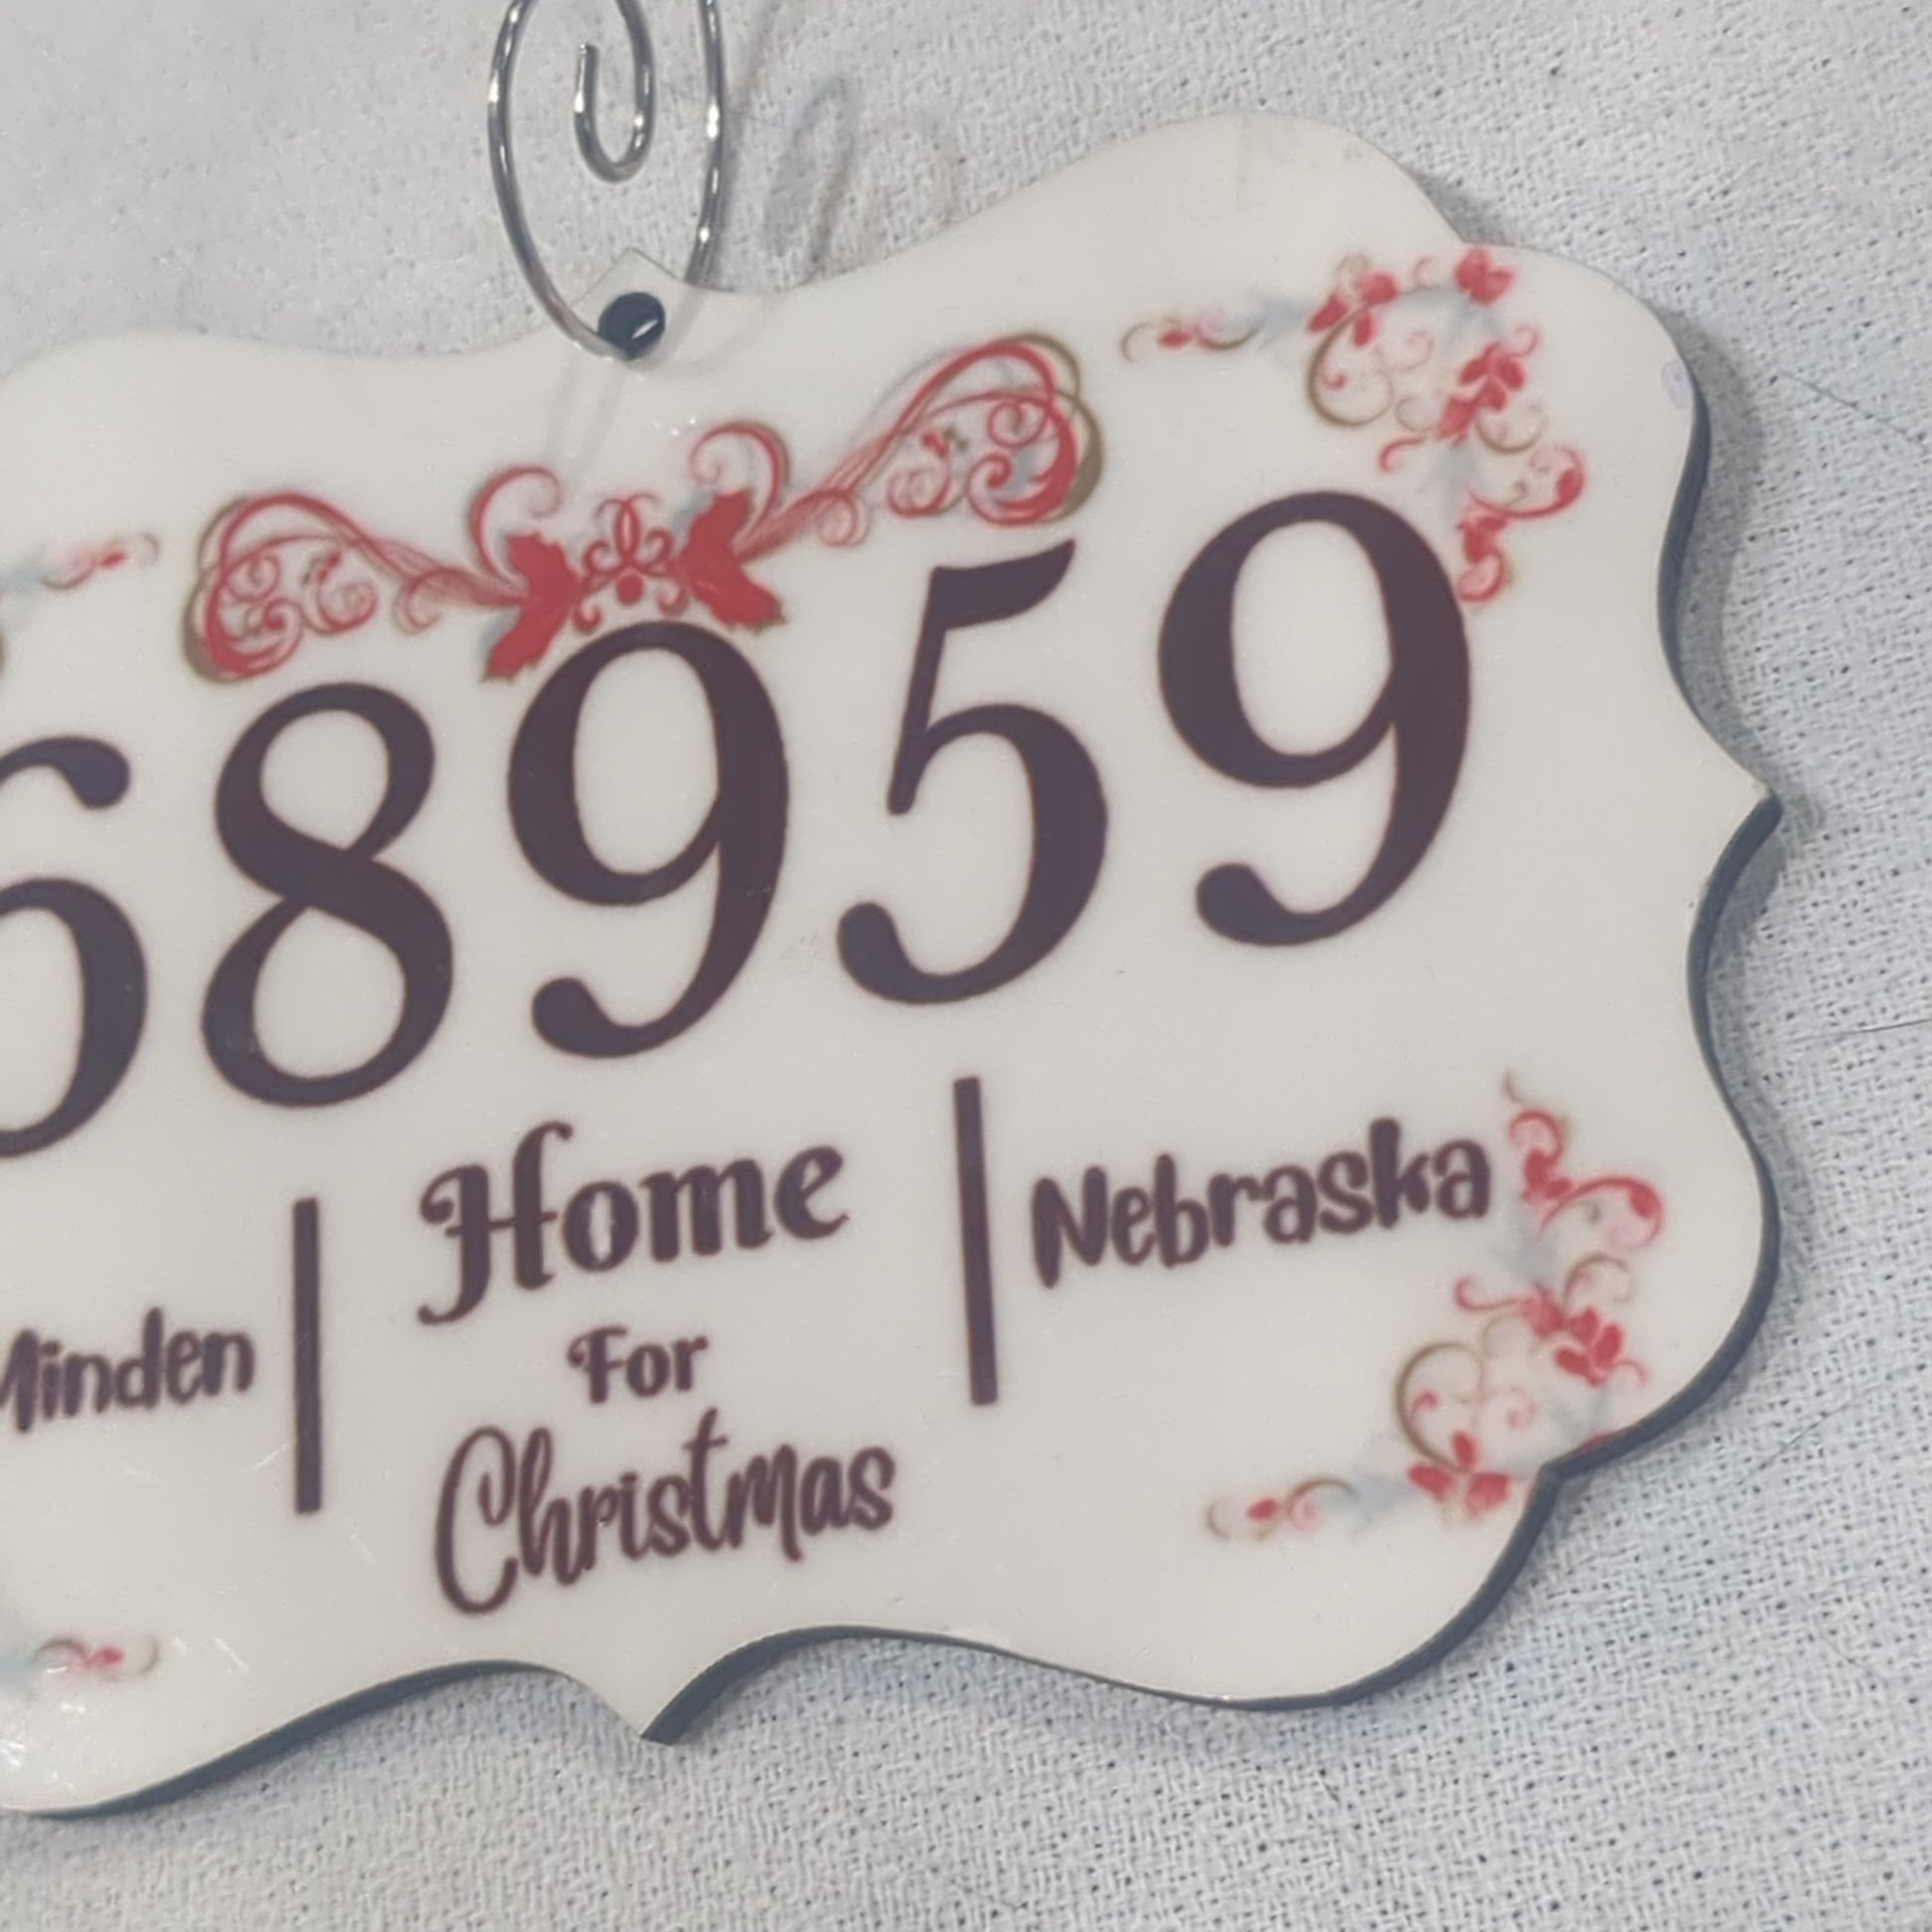 68959
Minden | Home | Nebraska
For
Christmas